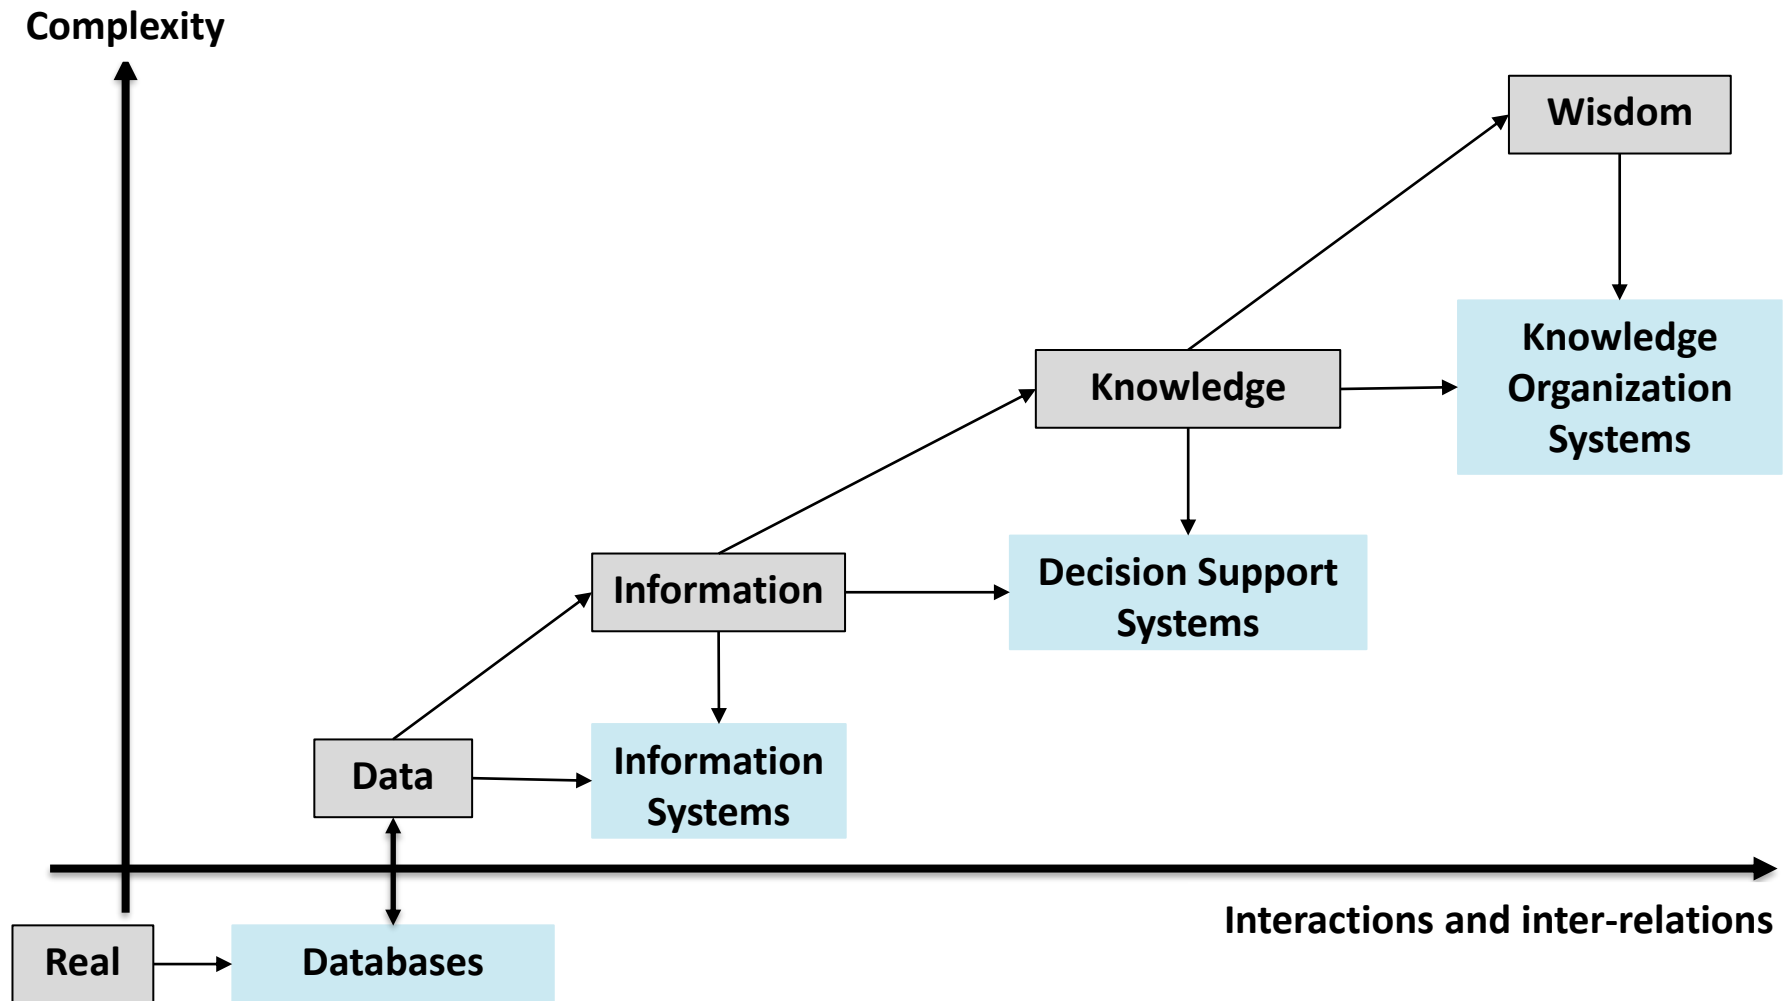 Complexity
Wisdom
Knowledge
Organization
Systems
Knowledge
Decision Support
Systems
Information
Information
Systems
Data
Interactions and inter-relations
Real
Databases